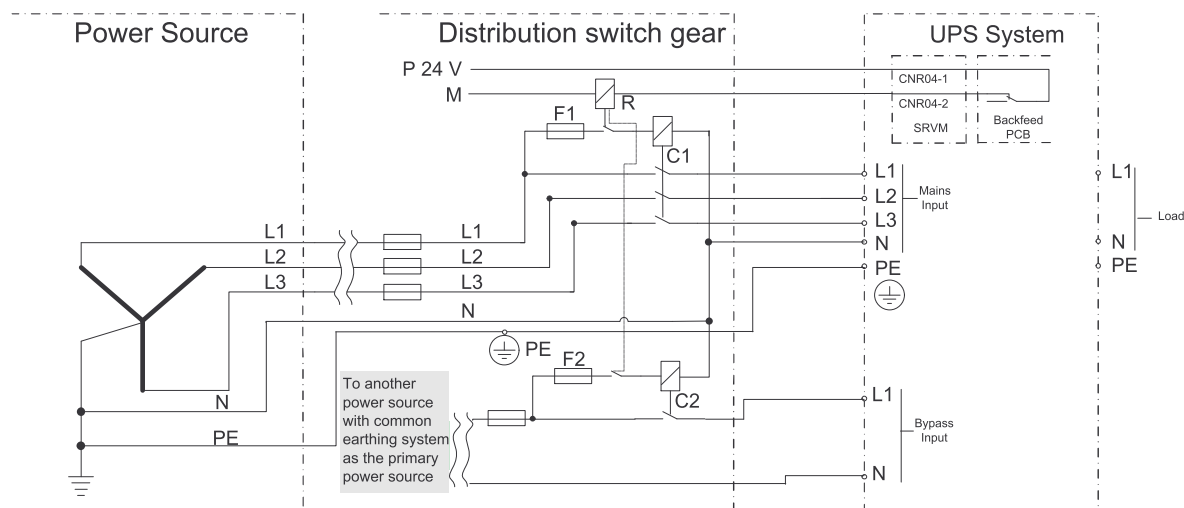 Power Source
Distribution switch gear
UPS System
P 24 V
M
R
CNR04-1
CNR04-2
SRVM
Backfeed
PCB
F1
C1
L1
L2
L3
N
PE
Mains
Input
L1
N
PE
Load
L1
L2
L3
L1
L2
L3
N
PE
N
PE
F2
C2
To another
power source
with common
earthing system
as the primary
power source
L1
N
Bypass
Input